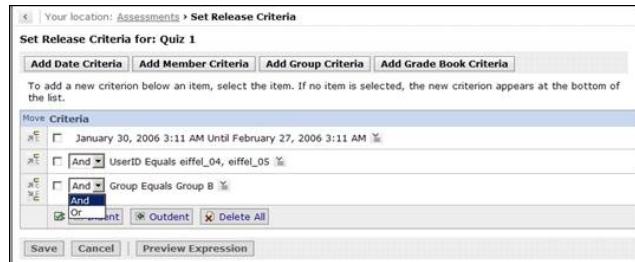 Your location: Assessments › Set Release Criteria
Set Release Criteria for: Quiz 1
Add Date Criteria Add Member Criteria Add Group Criteria Add Grade Book Criteria
To add a new criterion below an item, select the item. If no item is selected, the new criterion appears at the bottom of
the list.
Move Criteria
January 30, 2006 3:11 AM Until February 27, 2006 3:11 AM
And UserID Equals eiffel_04, eiffel_05
And Group Equals Group B
And
Or
Outdent Delete All
Save Cancel Preview Expression